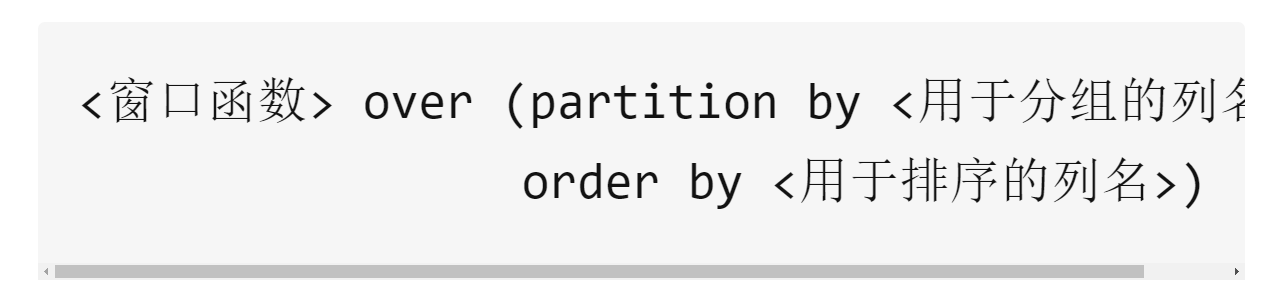 <窗口函数> over (partition by <用于分组的列名
order by <用于排序的列名>)